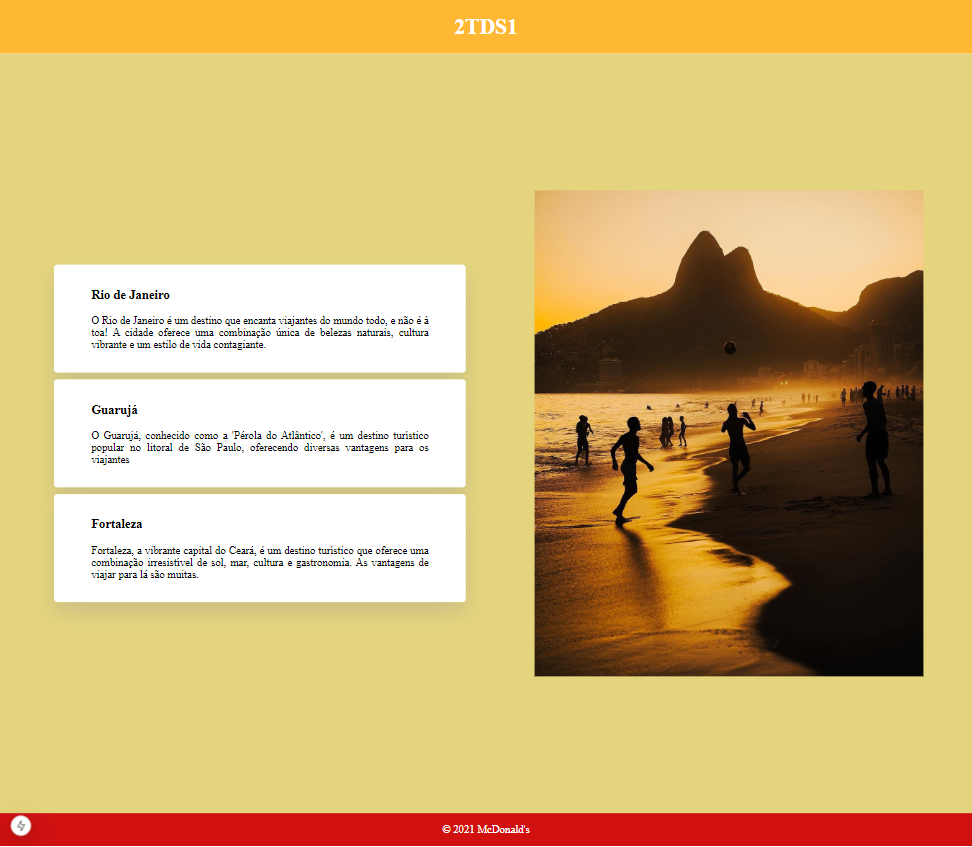 2TDS1
Rio de Janeiro
O Rio de Janeiro é um destino que encanta viajantes do mundo todo, e não é à
toa! A cidade oferece uma combinação única de belezas naturais, cultura
vibrante e um estilo de vida contagiante.
Guarujá
O Guarujá, conhecido como a 'Pérola do Atlântico', é um destino turístico
popular no litoral de São Paulo, oferecendo diversas vantagens para os
viajantes
Fortaleza
Fortaleza, a vibrante capital do Ceará, é um destino turístico que oferece uma
combinação irresistível de sol, mar, cultura e gastronomia. As vantagens de
viajar para lá são muitas.
© 2021 McDonald's